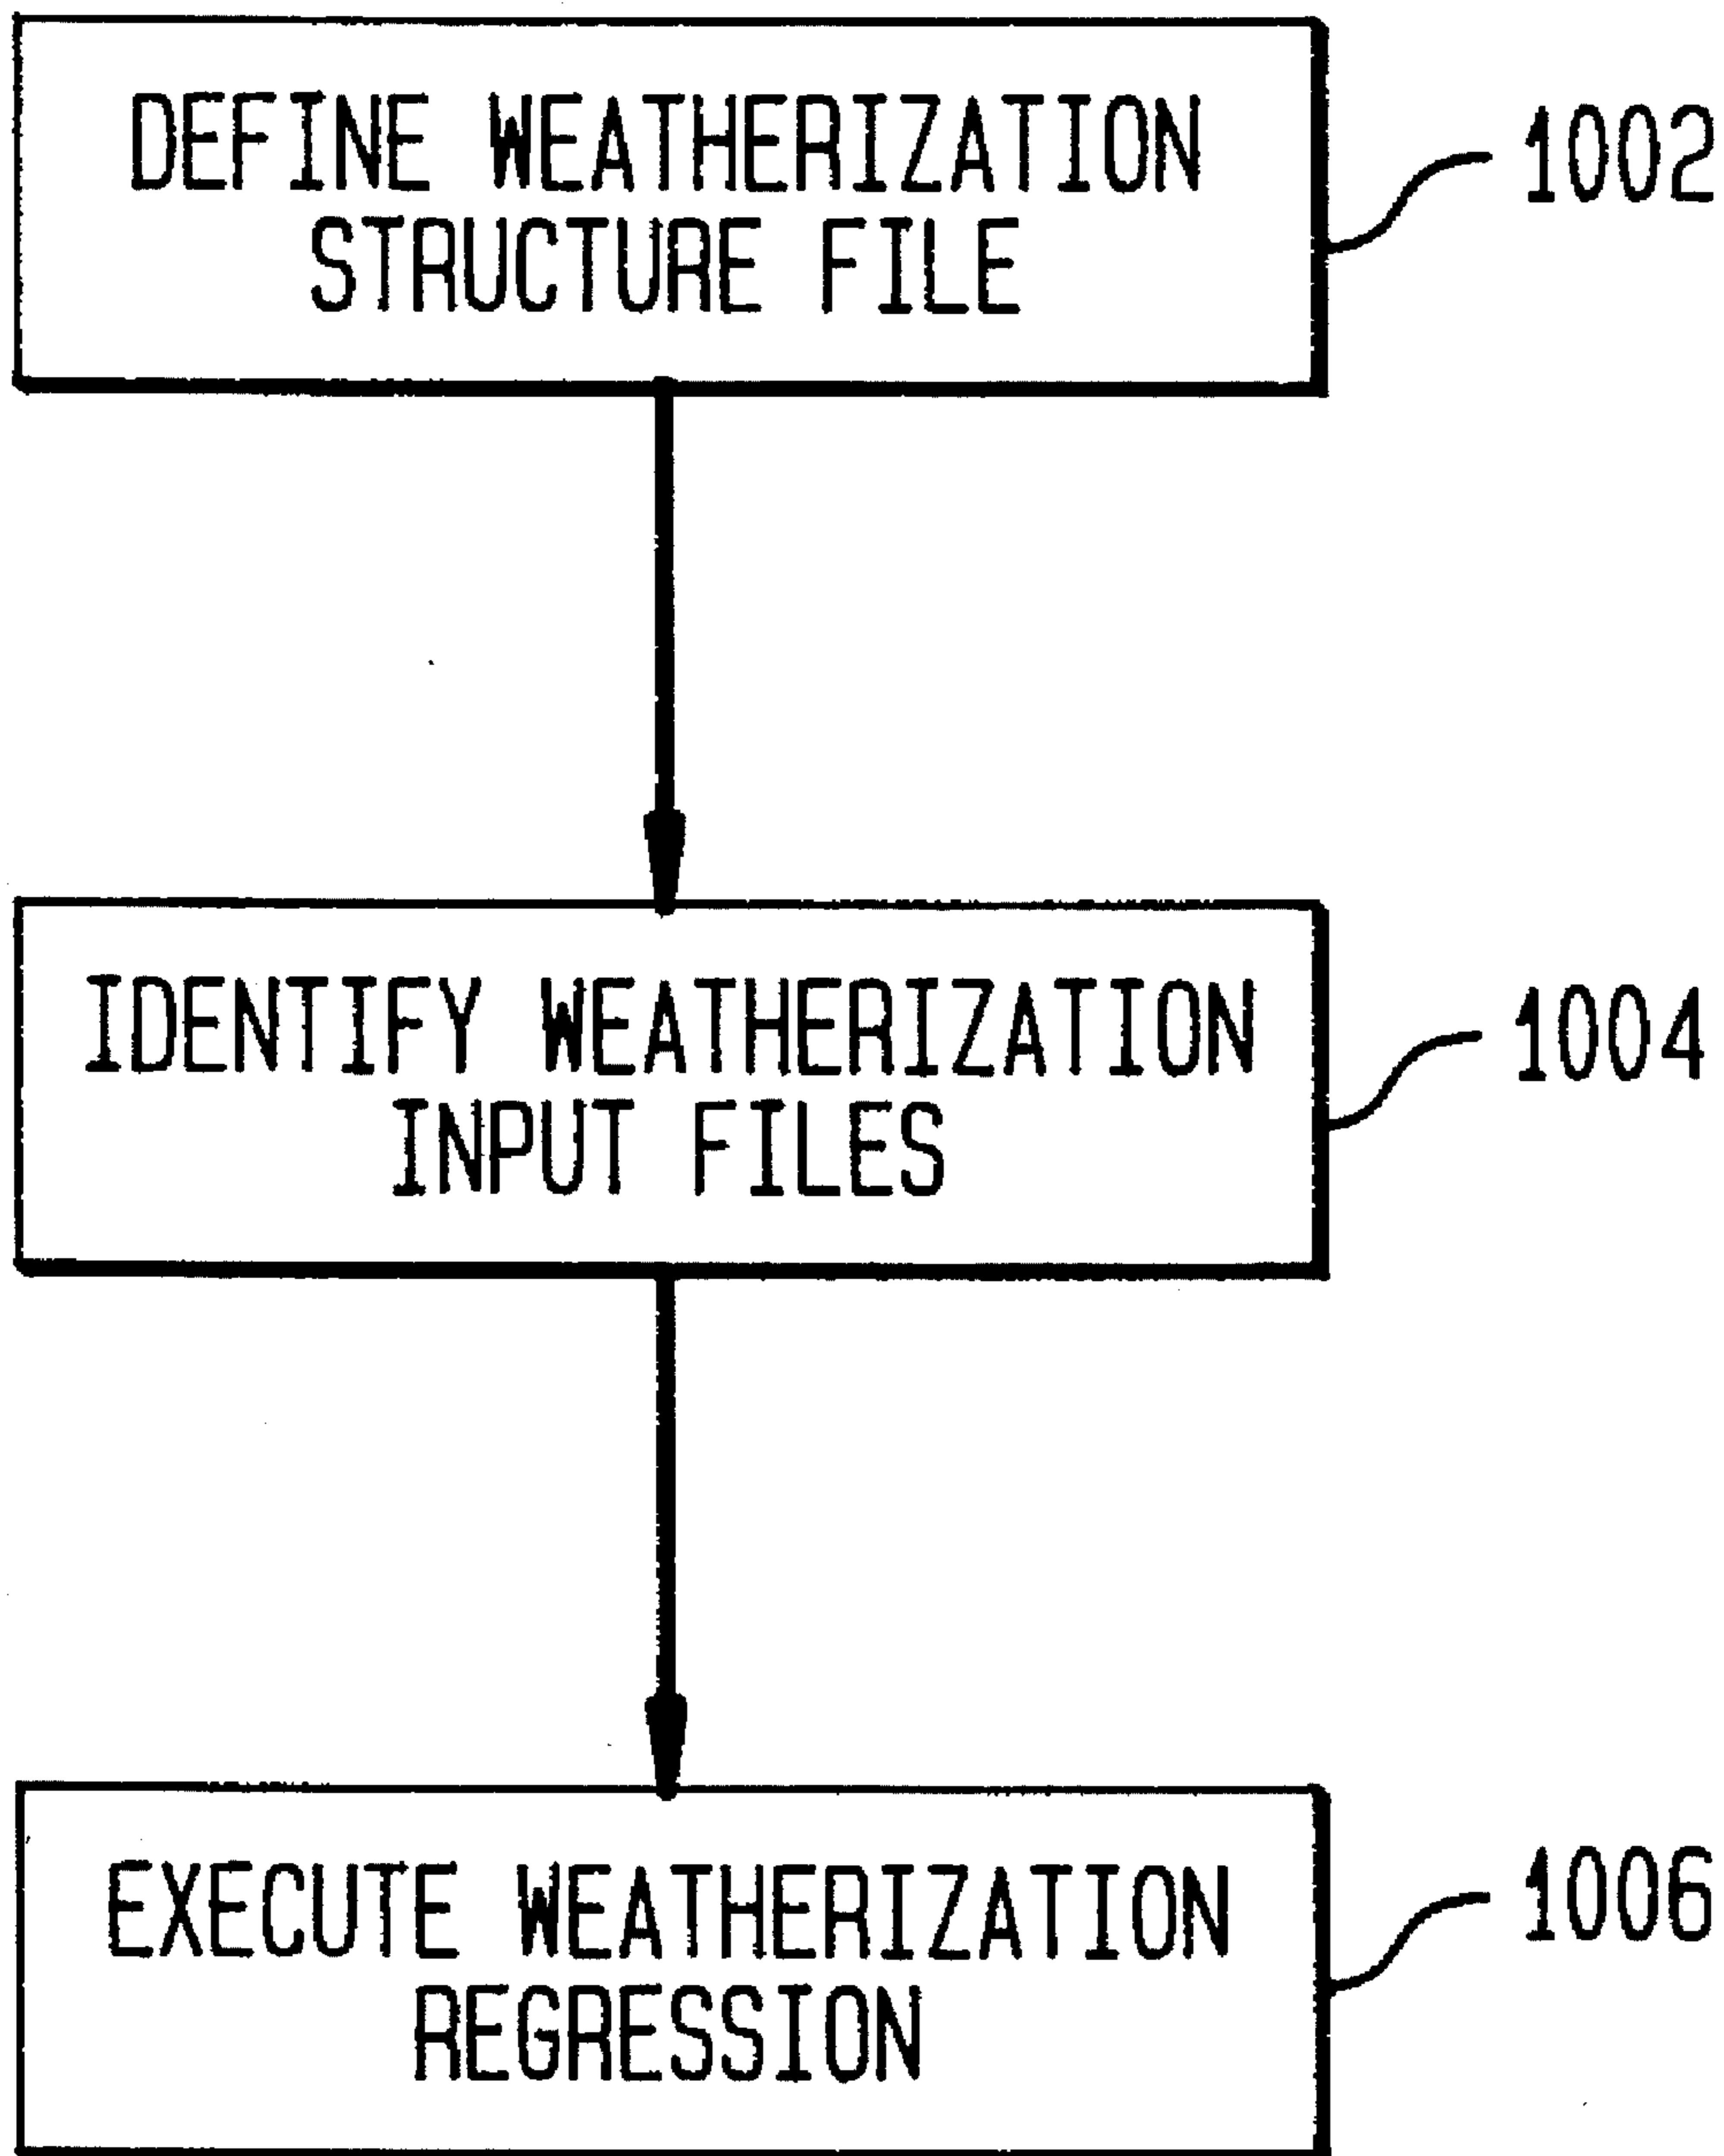 DEFINE WEATHERIZATION
STRUCTURE FILE
1002
IDENTIFY WEATHERIZATION
INPUT FILES
1004
EXECUTE WEATHERIZATION
REGRESSION
1006